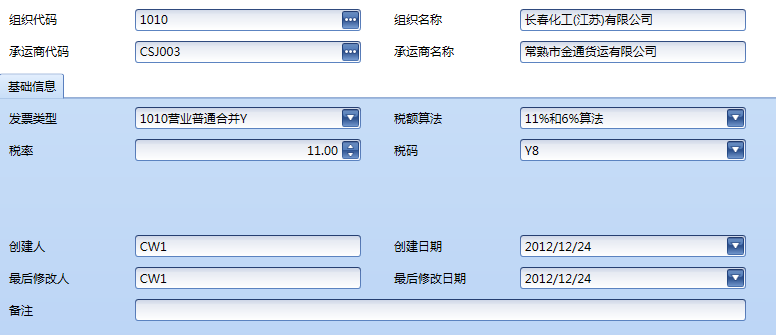 组织代码 1010 组织名称 长春化工(江苏)有限公司
承运商代码 CSJ003 承运商名称 常熟市金通货运有限公司
基础信息
发票类型 1010营业普通合并Y 税额算法 11%和6%算法
税率 11.00 税码 Y8
创建人 CW1 创建日期 2012/12/24
最后修改人 CW1 最后修改日期 2012/12/24
备注